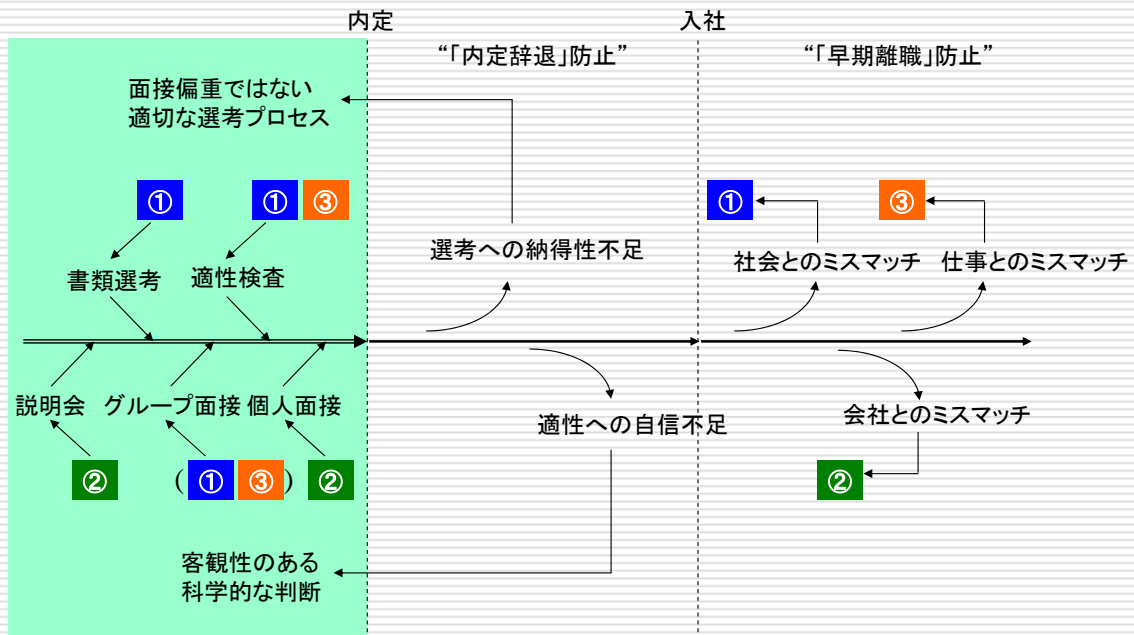 内定
入社
“「内定辞退」防止”
“「早期離職」防止”
面接偏重ではない
適切な選考プロセス
①
① ③
①
③
書類選考
適性検査
選考への納得性不足
社会とのミスマッチ
仕事とのミスマッチ
説明会
グループ面接
個人面接
適性への自信不足
会社とのミスマッチ
②
(① ③)
②
②
客観性のある
科学的な判断